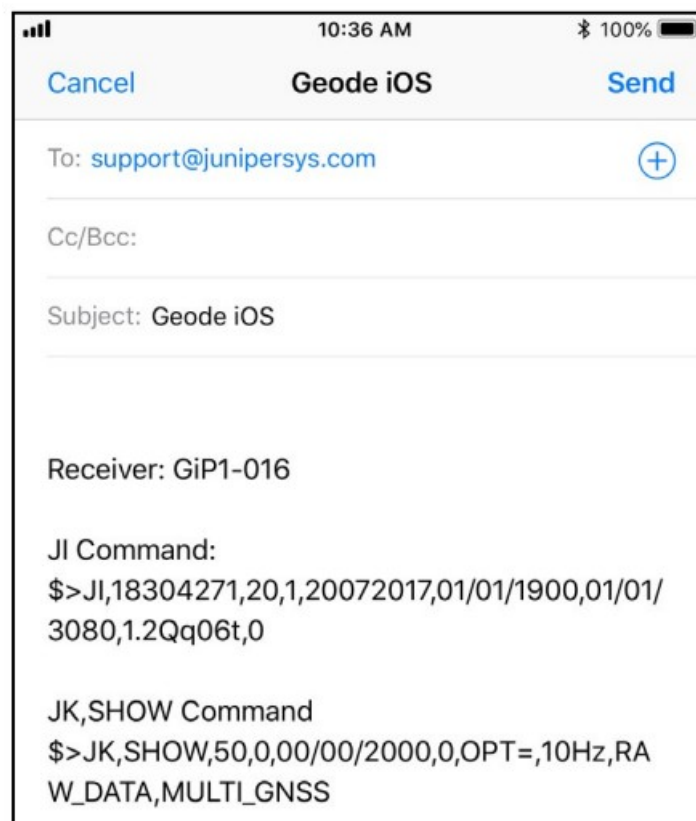 10:36 AM
100%
Cancel
Geode iOS
Send
To: support@junipersys.com
Cc/Bcc:
Subject: Geode iOS
Receiver: GiP1-016
JI Command:
$>JI,18304271,20,1,20072017,01/01/1900,01/01/
3080,1.2Qq06t,0
JK,SHOW Command
$>JK,SHOW,50,0,00/00/2000,0,OPT=,10Hz,RA
W_DATA,MULTI_GNSS